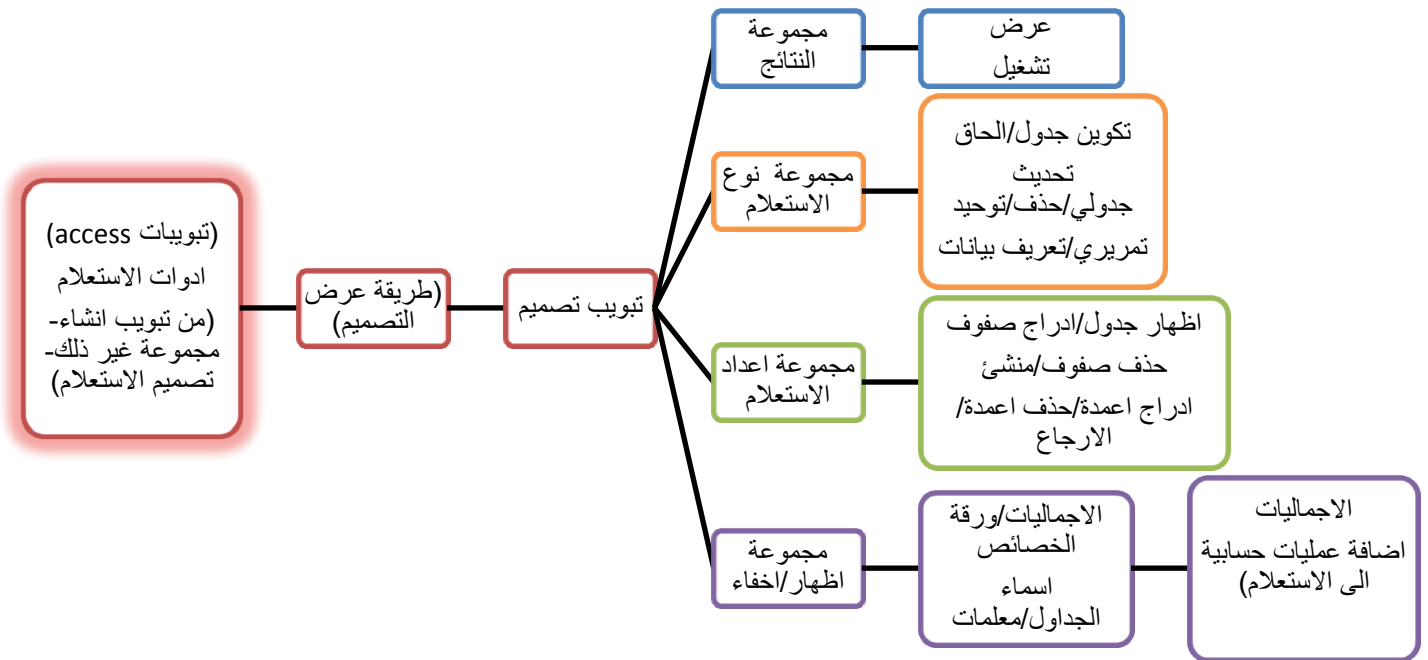 (تبويبات access)
ادوات الاستعلام
(من تبويب انشاء-
مجموعة غير ذلك-
تصميم الاستعلام)
(طريقة عرض
التصميم)
تبويب تصميم
مجموعة
النتائج
عرض
تشغيل
مجموعة نوع
الاستعلام
تكوين جدول/الحاق
تحديث
جدولي/حذف/توحيد
تمريري/تعريف بيانات
مجموعة اعداد
الاستعلام
اظهار جدول/ادراج صفوف
حذف صفوف/منشئ
ادراج اعمدة/حذف اعمدة/
الارجاع
مجموعة
اظهار/اخفاء
الاجماليات/ورقة
الخصائص
اسماء
الجداول/معلمات
الاجماليات
اضافة عمليات حسابية
الى الاستعلام)